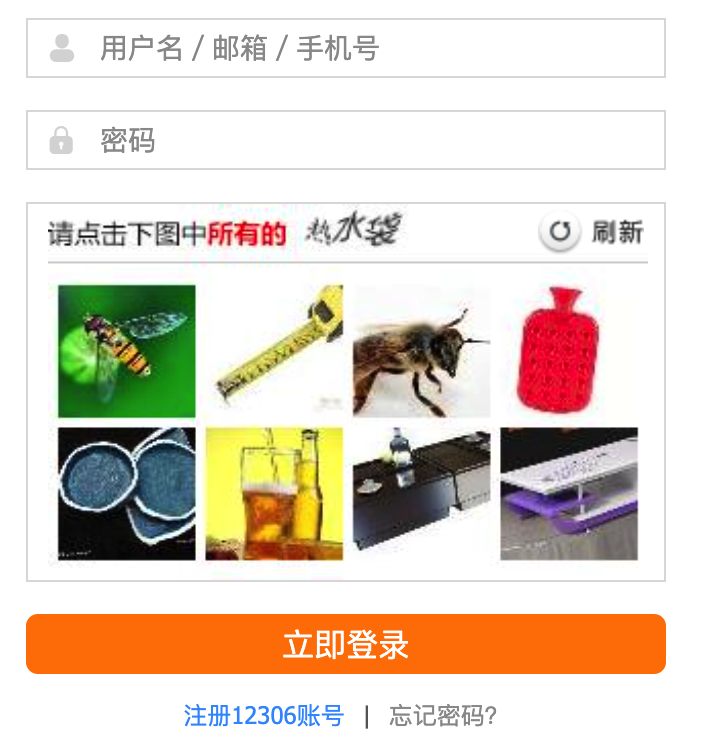 用户名 / 邮箱 / 手机号
密码
请点击下图中所有的 热水袋 刷新
立即登录
注册12306账号 | 忘记密码?